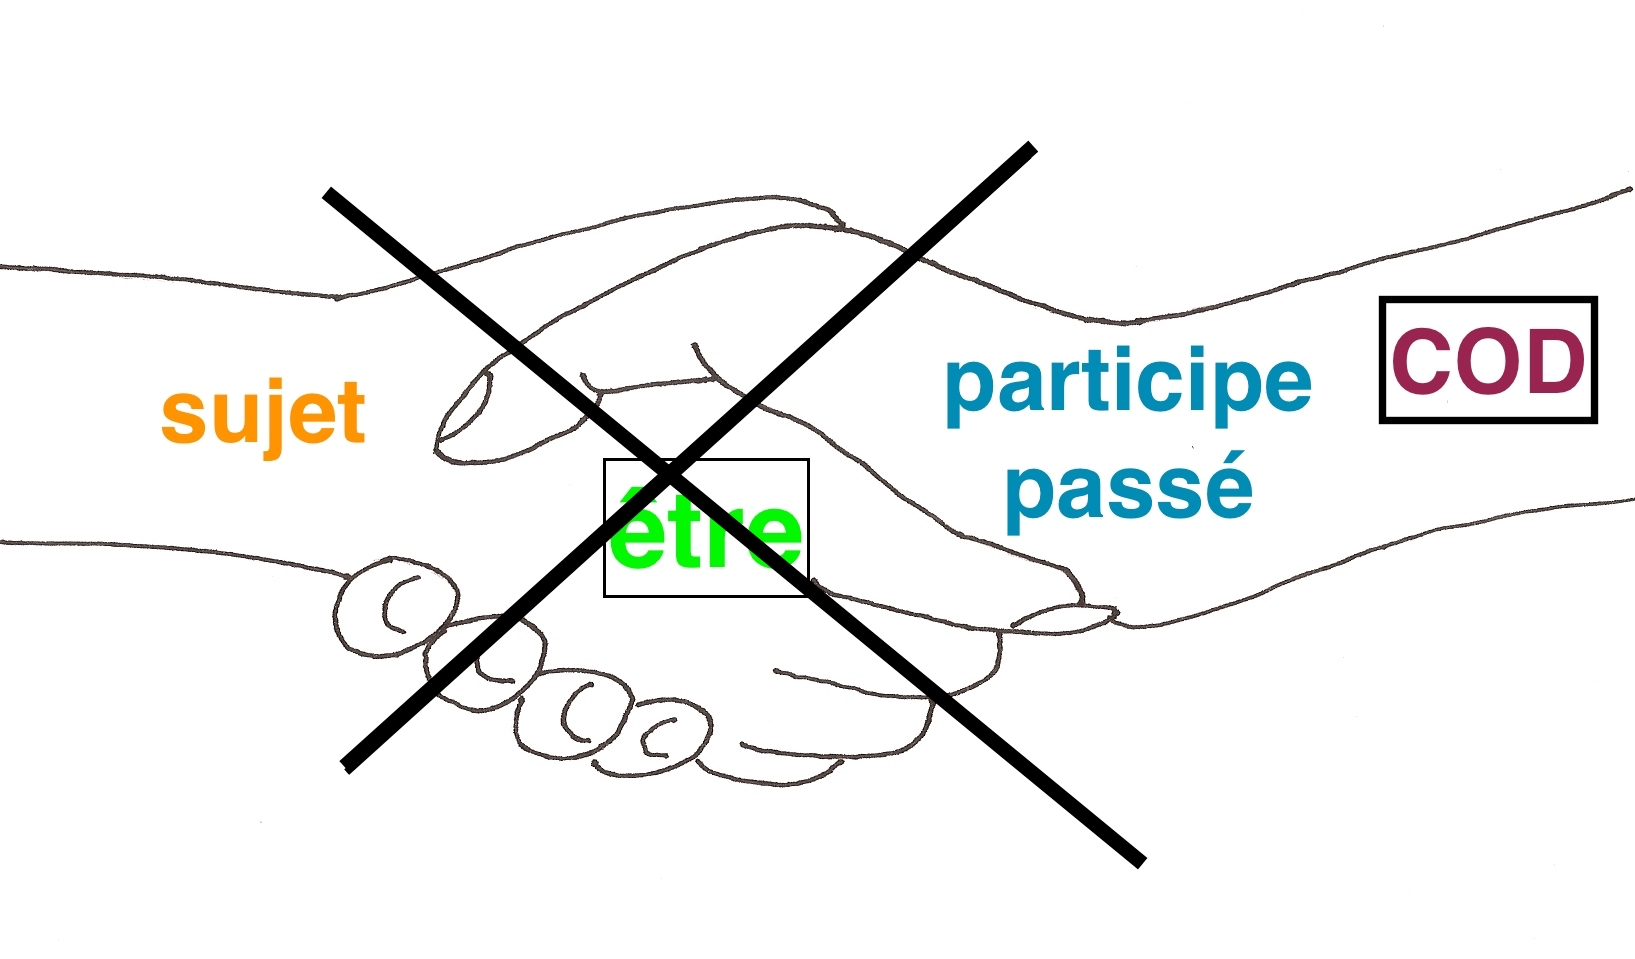 sujet
être
participe
passé
COD